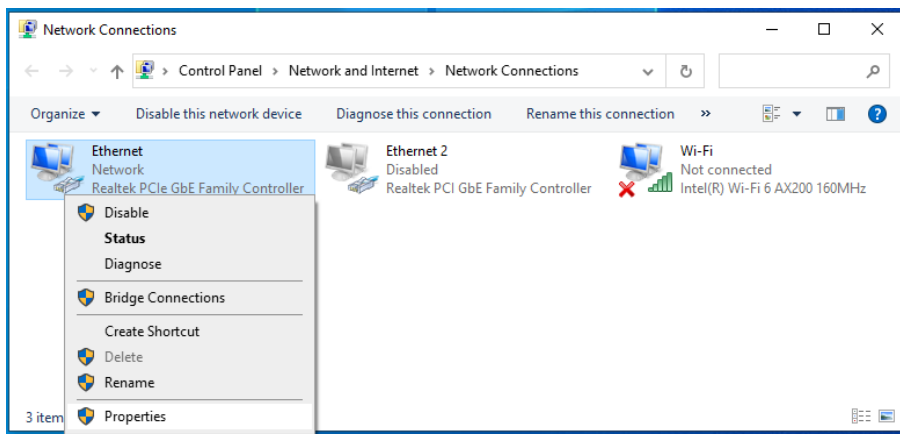 Network Connections
Control Panel > Network and Internet > Network Connections
Organize Disable this network device Diagnose this connection Rename this connection »
Ethernet
Network
Realtek PCIe GbE Family Controller
Ethernet 2
Disabled
Realtek PCI GbE Family Controller
Wi-Fi
Not connected
Intel(R) Wi-Fi 6 AX200 160MHz
Disable
Status
Diagnose
Bridge Connections
Create Shortcut
Delete
Rename
Properties
3 item